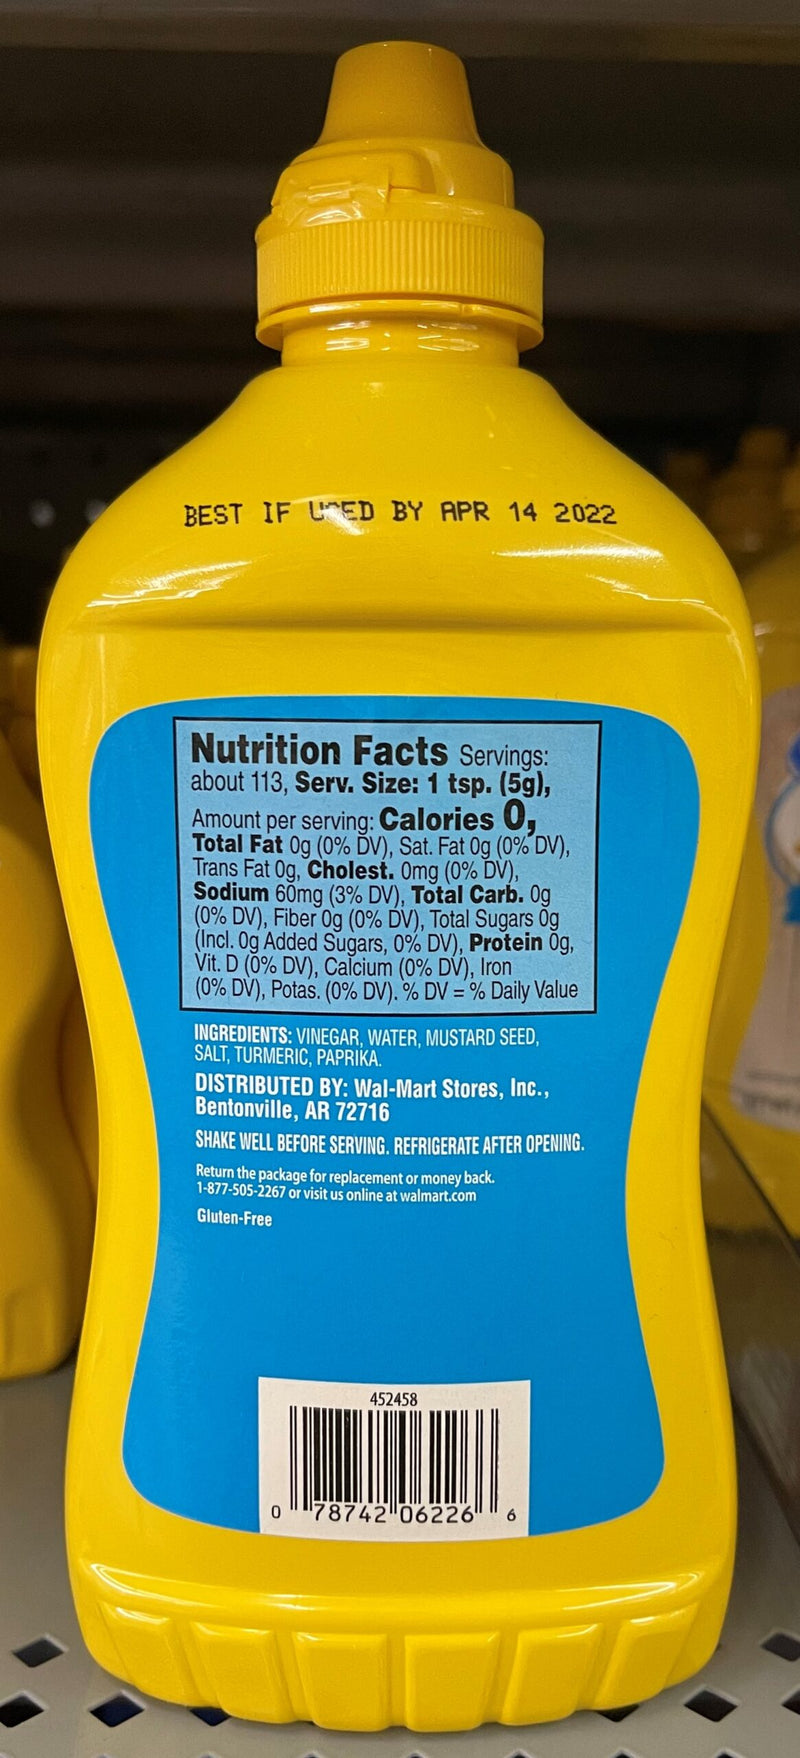 BEST IF USED BY APR 14 2022
Nutrition Facts Servings:
about 113, Serv. Size: 1 tsp. (5g),
Amount per serving: Calories 0,
Total Fat 0g (0% DV), Sat. Fat 0g (0% DV),
Trans Fat 0g, Cholest. 0mg (0% DV),
Sodium 60mg (3% DV), Total Carb. 0g
(0% DV), Fiber 0g (0% DV), Total Sugars 0g
(Incl. 0g Added Sugars, 0% DV), Protein 0g,
Vit. D (0% DV), Calcium (0% DV), Iron
(0% DV), Potas. (0% DV). % DV = % Daily Value
INGREDIENTS: VINEGAR, WATER, MUSTARD SEED,
SALT, TURMERIC, PAPRIKA.
DISTRIBUTED BY: Wal-Mart Stores, Inc.,
Bentonville, AR 72716
SHAKE WELL BEFORE SERVING. REFRIGERATE AFTER OPENING.
Return the package for replacement or money back.
1-877-505-2267 or visit us online at walmart.com
Gluten-Free
452458
0 78742 06226 6